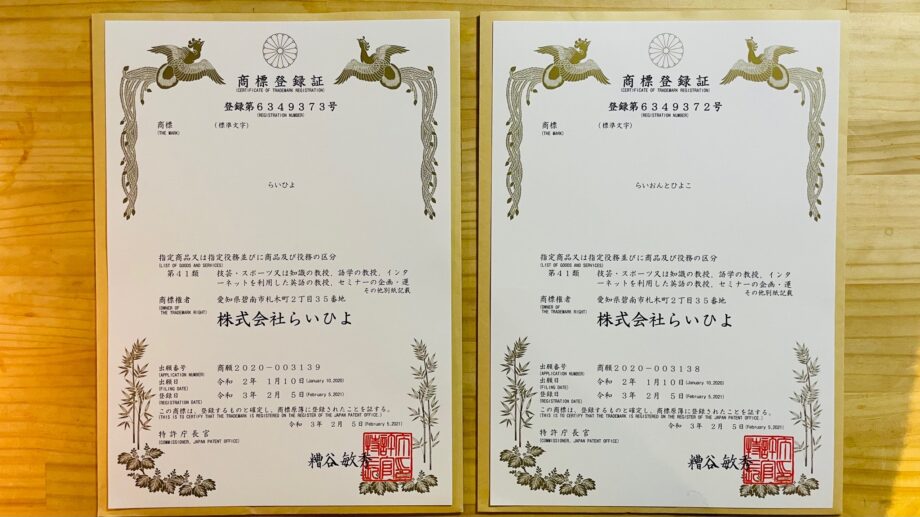 商標登録証
(CERTIFICATE OF TRADEMARK REGISTRATION)
登録第6349373号
(REGISTRATION NUMBER)
商標 (標準文字)
(THE MARK)
らいひよ
指定商品又は指定役務並びに商品及び役務の区分
(LIST OF GOODS AND SERVICES)
第41類 技芸・スポーツ又は知識の教授，語学の教授，インタ
ーネットを利用した英語の教授，セミナーの企画・運
その他別紙記載
商標権者 愛知県碧南市札木町2丁目35番地
(OWNER OF THE TRADEMARK RIGHT)
株式会社らいひよ
出願番号 商願2020-003139
(APPLICATION NUMBER)
出願日 令和 2年 1月10日(January 10,2020)
(FILING DATE)
登録日 令和 3年 2月 5日(February 5,2021)
(REGISTRATION DATE)
この商標は、登録するものと確定し、商標原簿に登録されたことを証する。
(THIS IS TO CERTIFY THAT THE TRADEMARK IS REGISTERED ON THE REGISTER OF THE JAPAN PATENT OFFICE.)
令和 3年 2月 5日(February 5,2021)
特許庁長官
(COMMISSIONER, JAPAN PATENT OFFICE)
糟谷敏秀
商標登録証
(CERTIFICATE OF TRADEMARK REGISTRATION)
登録第6349372号
(REGISTRATION NUMBER)
商標 (標準文字)
(THE MARK)
らいおんとひよこ
指定商品又は指定役務並びに商品及び役務の区分
(LIST OF GOODS AND SERVICES)
第41類 技芸・スポーツ又は知識の教授，語学の教授，インタ
ーネットを利用した英語の教授，セミナーの企画・運
その他別紙記載
商標権者 愛知県碧南市札木町2丁目35番地
(OWNER OF THE TRADEMARK RIGHT)
株式会社らいひよ
出願番号 商願2020-003138
(APPLICATION NUMBER)
出願日 令和 2年 1月10日(January 10,2020)
(FILING DATE)
登録日 令和 3年 2月 5日(February 5,2021)
(REGISTRATION DATE)
この商標は、登録するものと確定し、商標原簿に登録されたことを証する。
(THIS IS TO CERTIFY THAT THE TRADEMARK IS REGISTERED ON THE REGISTER OF THE JAPAN PATENT OFFICE.)
令和 3年 2月 5日(February 5,2021)
特許庁長官
(COMMISSIONER, JAPAN PATENT OFFICE)
糟谷敏秀